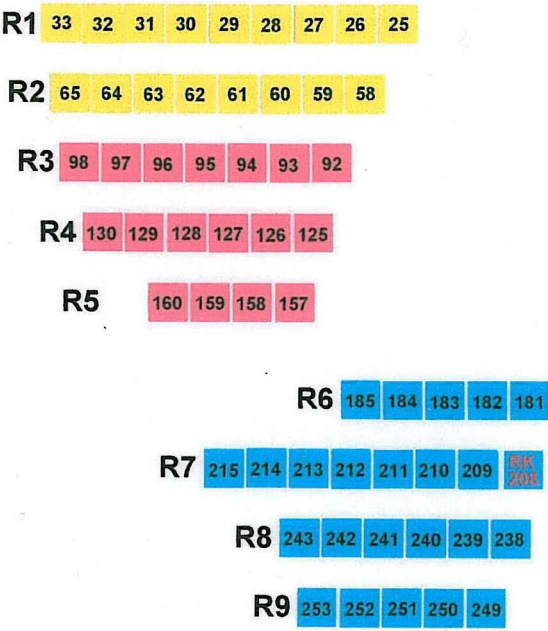 R1 33 32 31 30 29 28 27 26 25
R2 65 64 63 62 61 60 59 58
R3 98 97 96 95 94 93 92
R4 130 129 128 127 126 125
R5 160 159 158 157
R6 185 184 183 182 181
R7 215 214 213 212 211 210 209 RK
208
R8 243 242 241 240 239 238
R9 253 252 251 250 249